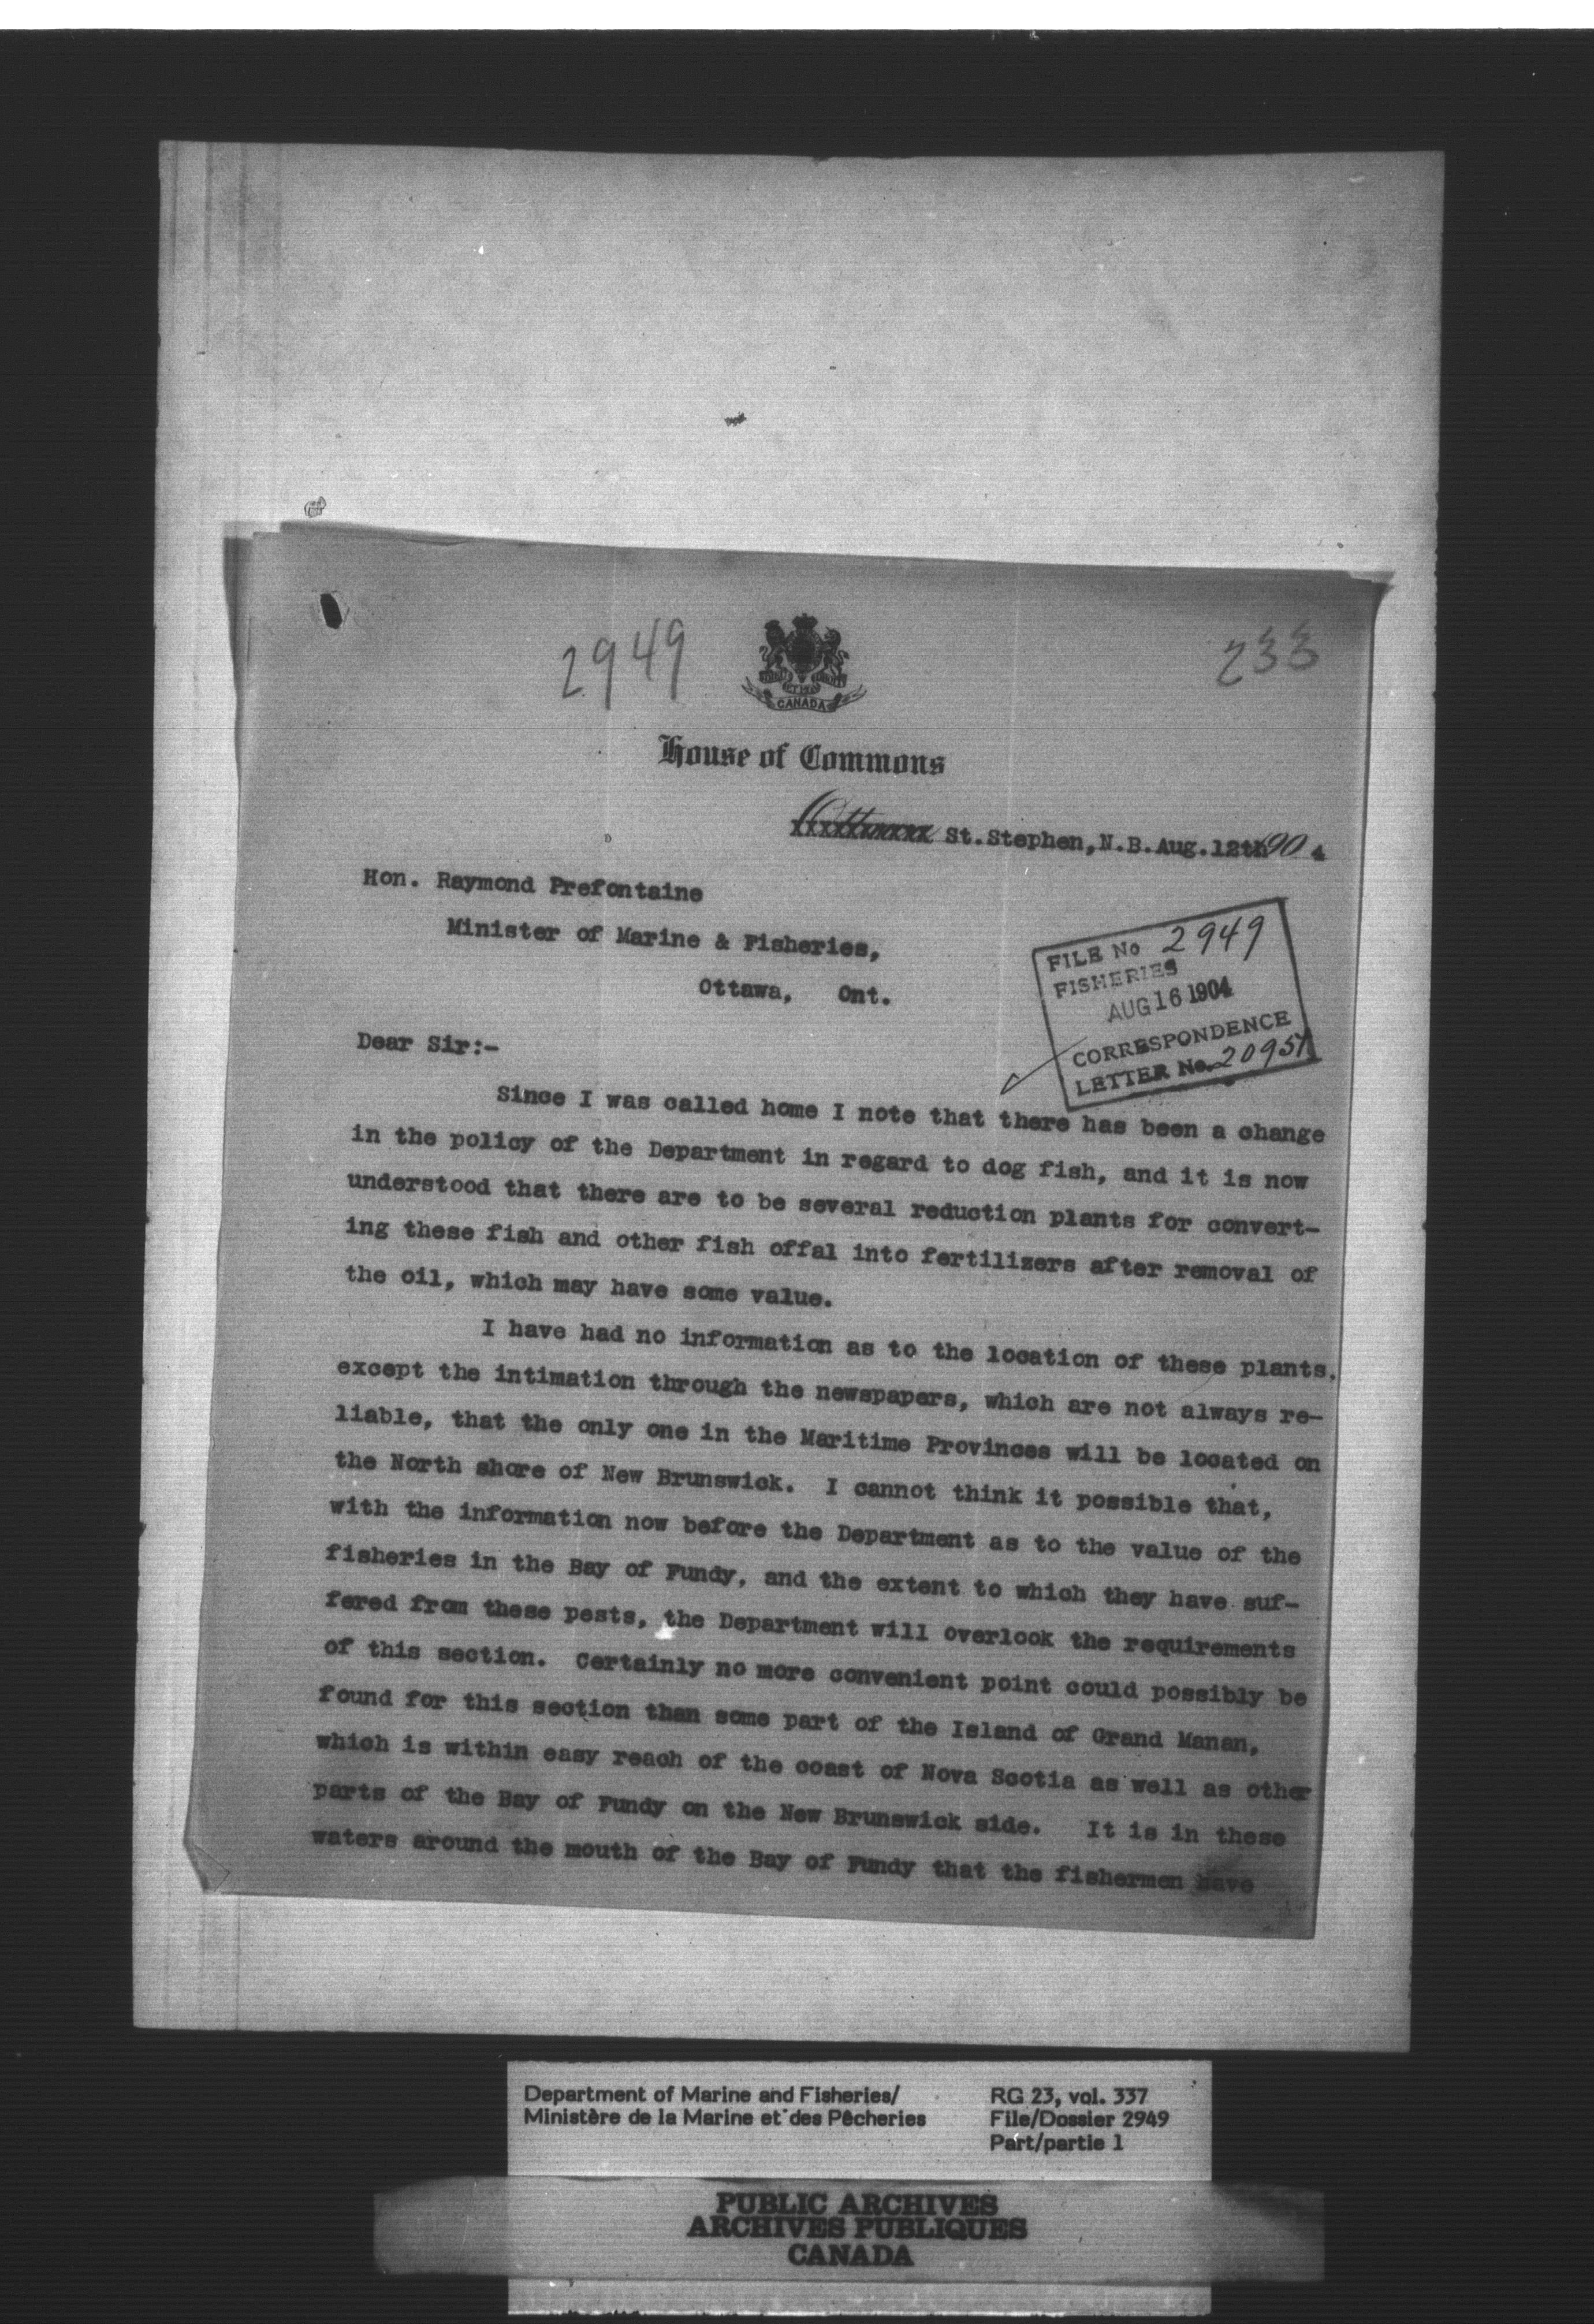 2949
233
CANADA
House of Commons
St.Stephen,N.B.Aug.12th 90 4
Hon. Raymond Prefontaine
Minister of Marine & Fisheries,
Ottawa, Ont.
FILE No 2949
FISHERIES
AUG 16 1904
CORRESPONDENCE
LETTER No. 20957
Dear Sir:-
Since I was called home I note that there has been a change
in the policy of the Department in regard to dog fish, and it is now
understood that there are to be several reduction plants for convert-
ing these fish and other fish offal into fertilizers after removal of
the oil, which may have some value.
I have had no information as to the location of these plants,
except the intimation through the newspapers, which are not always re-
liable, that the only one in the Maritime Provinces will be located on
the North shore of New Brunswick. I cannot think it possible that,
with the information now before the Department as to the value of the
fisheries in the Bay of Fundy, and the extent to which they have suf-
fered from these pests, the Department will overlook the requirements
of this section. Certainly no more convenient point could possibly be
found for this section than some part of the Island of Grand Manan,
which is within easy reach of the coast of Nova Scotia as well as other
parts of the Bay of Fundy on the New Brunswick side. It is in these
waters around the mouth of the Bay of Fundy that the fishermen have
Department of Marine and Fisheries/
Ministère de la Marine et des Pêcheries
RG 23, vol. 337
File/Dossier 2949
Part/partie 1
PUBLIC ARCHIVES
ARCHIVES PUBLIQUES
CANADA